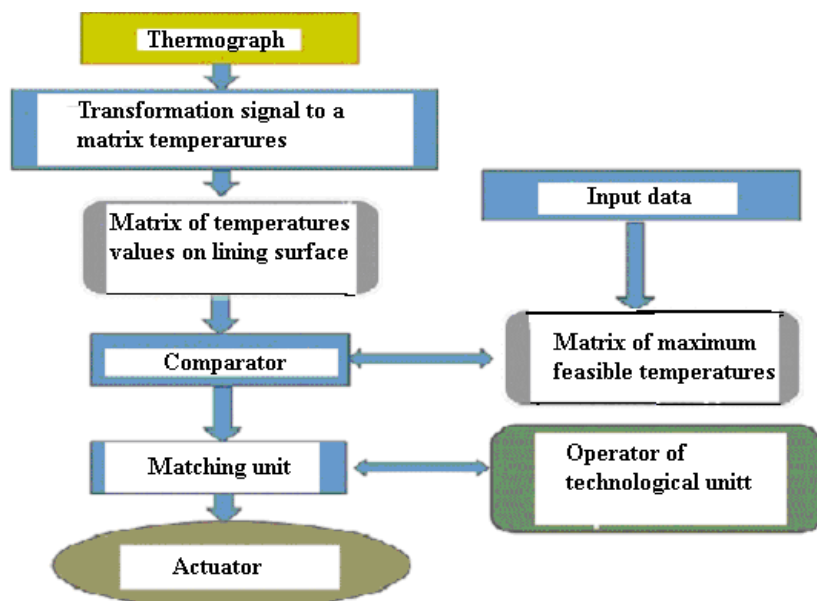 Thermograph
Transformation signal to a
matrix temperarures
Matrix of temperatures
values on lining surface
Input data
Comparator
Matrix of maximum
feasible temperatures
Matching unit
Operator of
technological unitt
Actuator